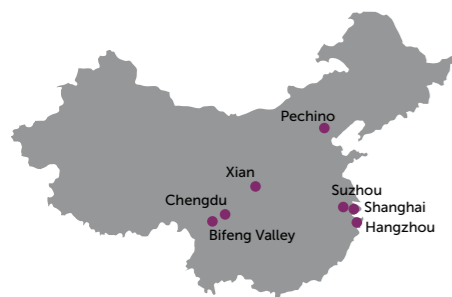 Pechino
Xian
Suzhou
Chengdu
Shanghai
Hangzhou
Bifeng Valley